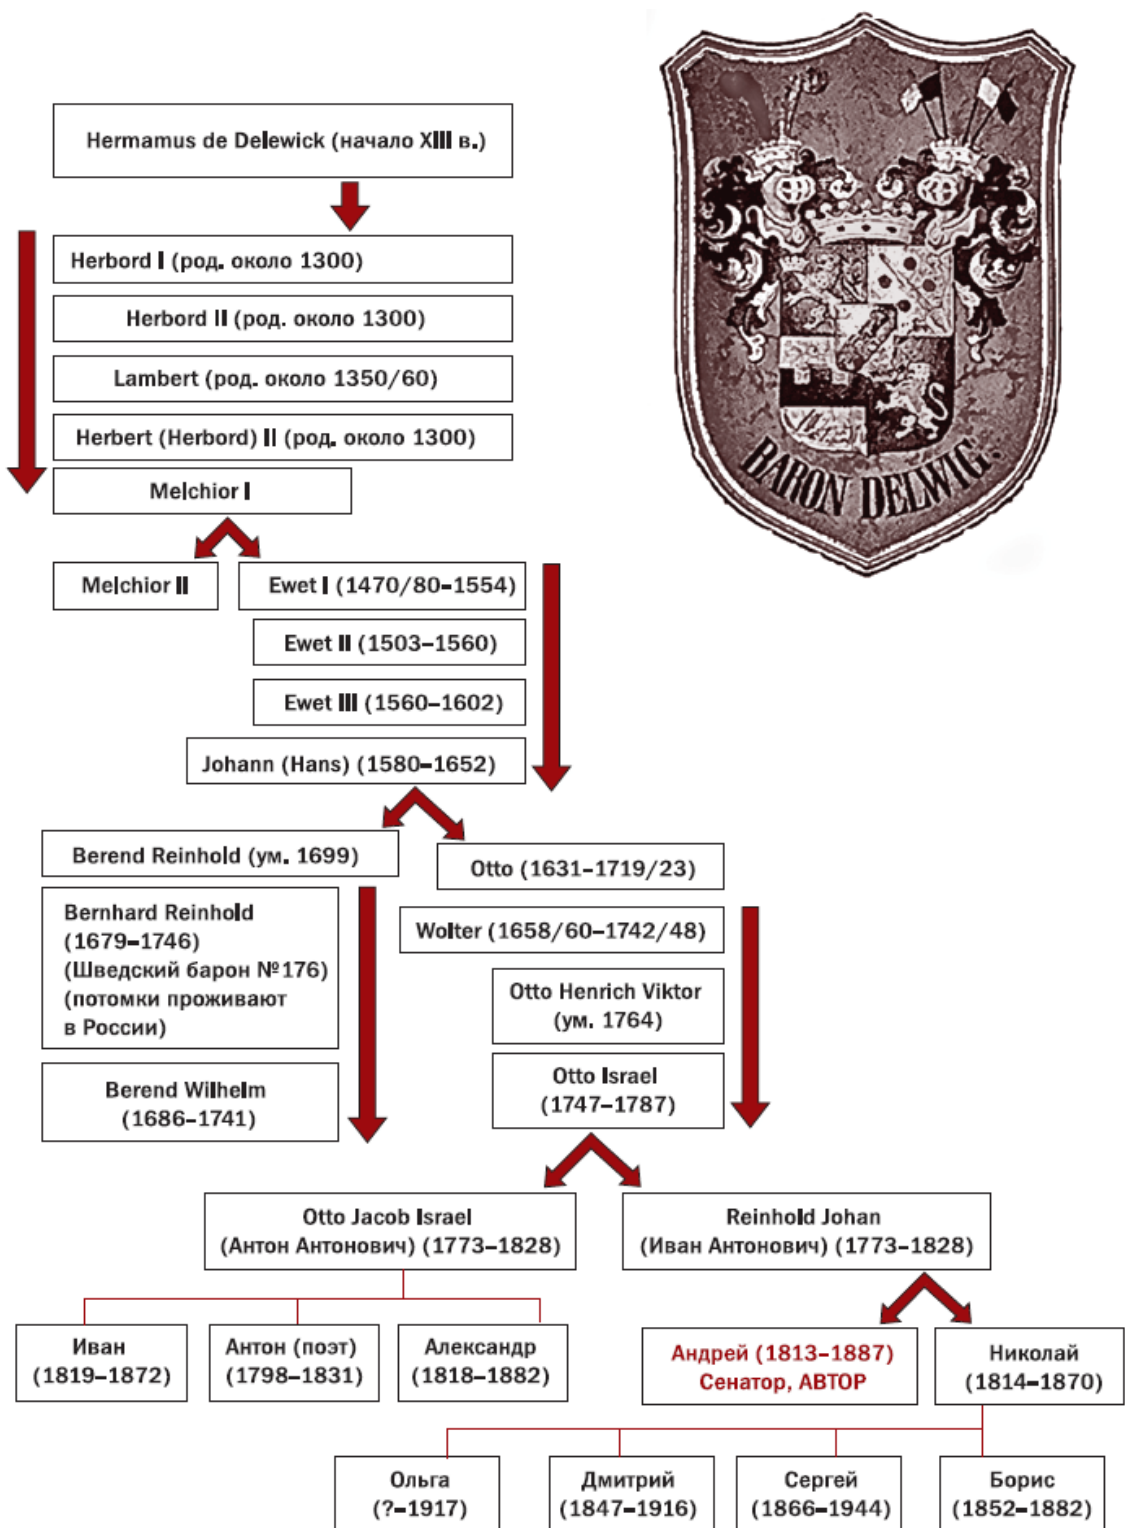 Hermamus de Delewick (начало XIII в.)
Herbord I (род. около 1300)
Herbord II (род. около 1300)
Lambert (род. около 1350/60)
Herbert (Herbord) II (род. около 1300)
Melchior I
Melchior II
Ewet I (1470/80–1554)
Ewet II (1503–1560)
Ewet III (1560–1602)
Johann (Hans) (1580–1652)
Berend Reinhold (ум. 1699)
Otto (1631–1719/23)
Bernhard Reinhold
(1679–1746)
(Шведский барон №176)
(потомки проживают
в России)
Wolter (1658/60–1742/48)
Otto Henrich Viktor
(ум. 1764)
Berend Wilhelm
(1686–1741)
Otto Israel
(1747–1787)
Otto Jacob Israel
(Антон Антонович) (1773–1828)
Reinhold Johan
(Иван Антонович) (1773–1828)
Иван
(1819–1872)
Антон (поэт)
(1798–1831)
Александр
(1818–1882)
Андрей (1813–1887)
Сенатор, АВТОР
Николай
(1814–1870)
Ольга
(?–1917)
Дмитрий
(1847–1916)
Сергей
(1866–1944)
Борис
(1852–1882)
BARON DELWIG.
S